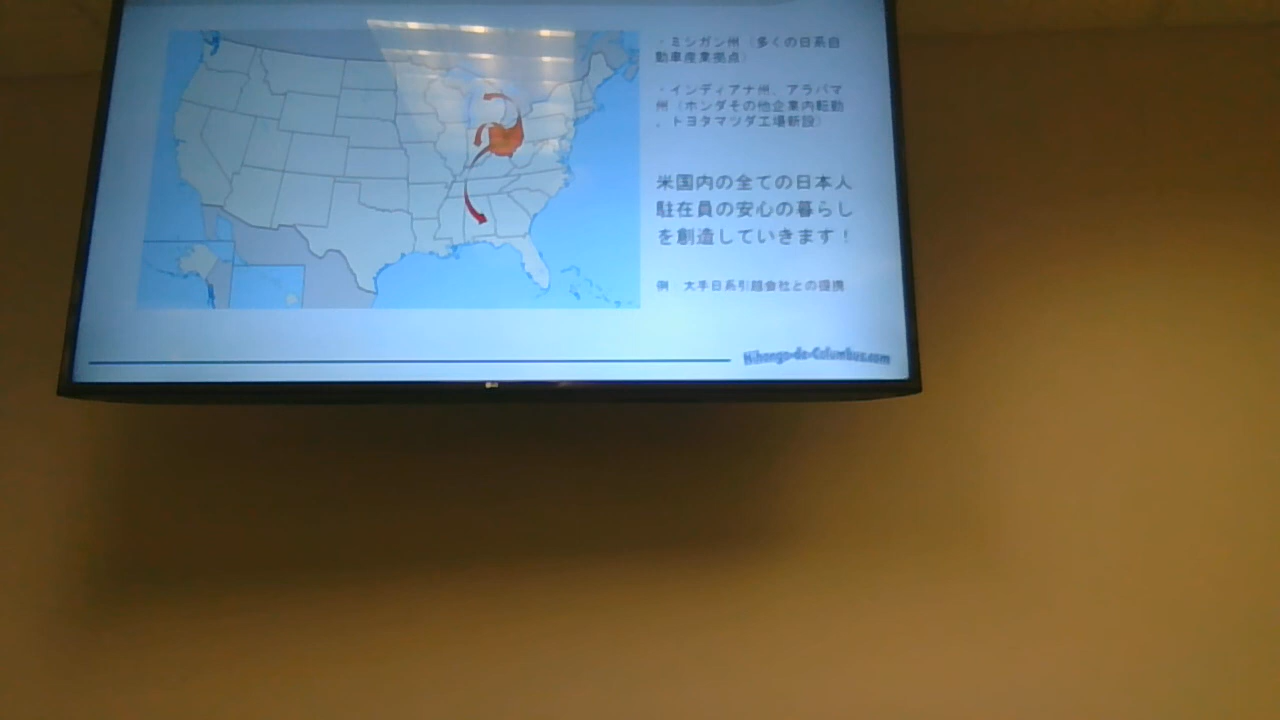 ・ミシガン州（多くの日系自
動車産業拠点）
・インディアナ州、アラバマ
州（ホンダその他企業内転勤
、トヨタマツダ工場新設）
米国内の全ての日本人
駐在員の安心の暮らし
を創造していきます！
例：大手日系引越会社との提携
Nihongo-de-Columbus.com
LG